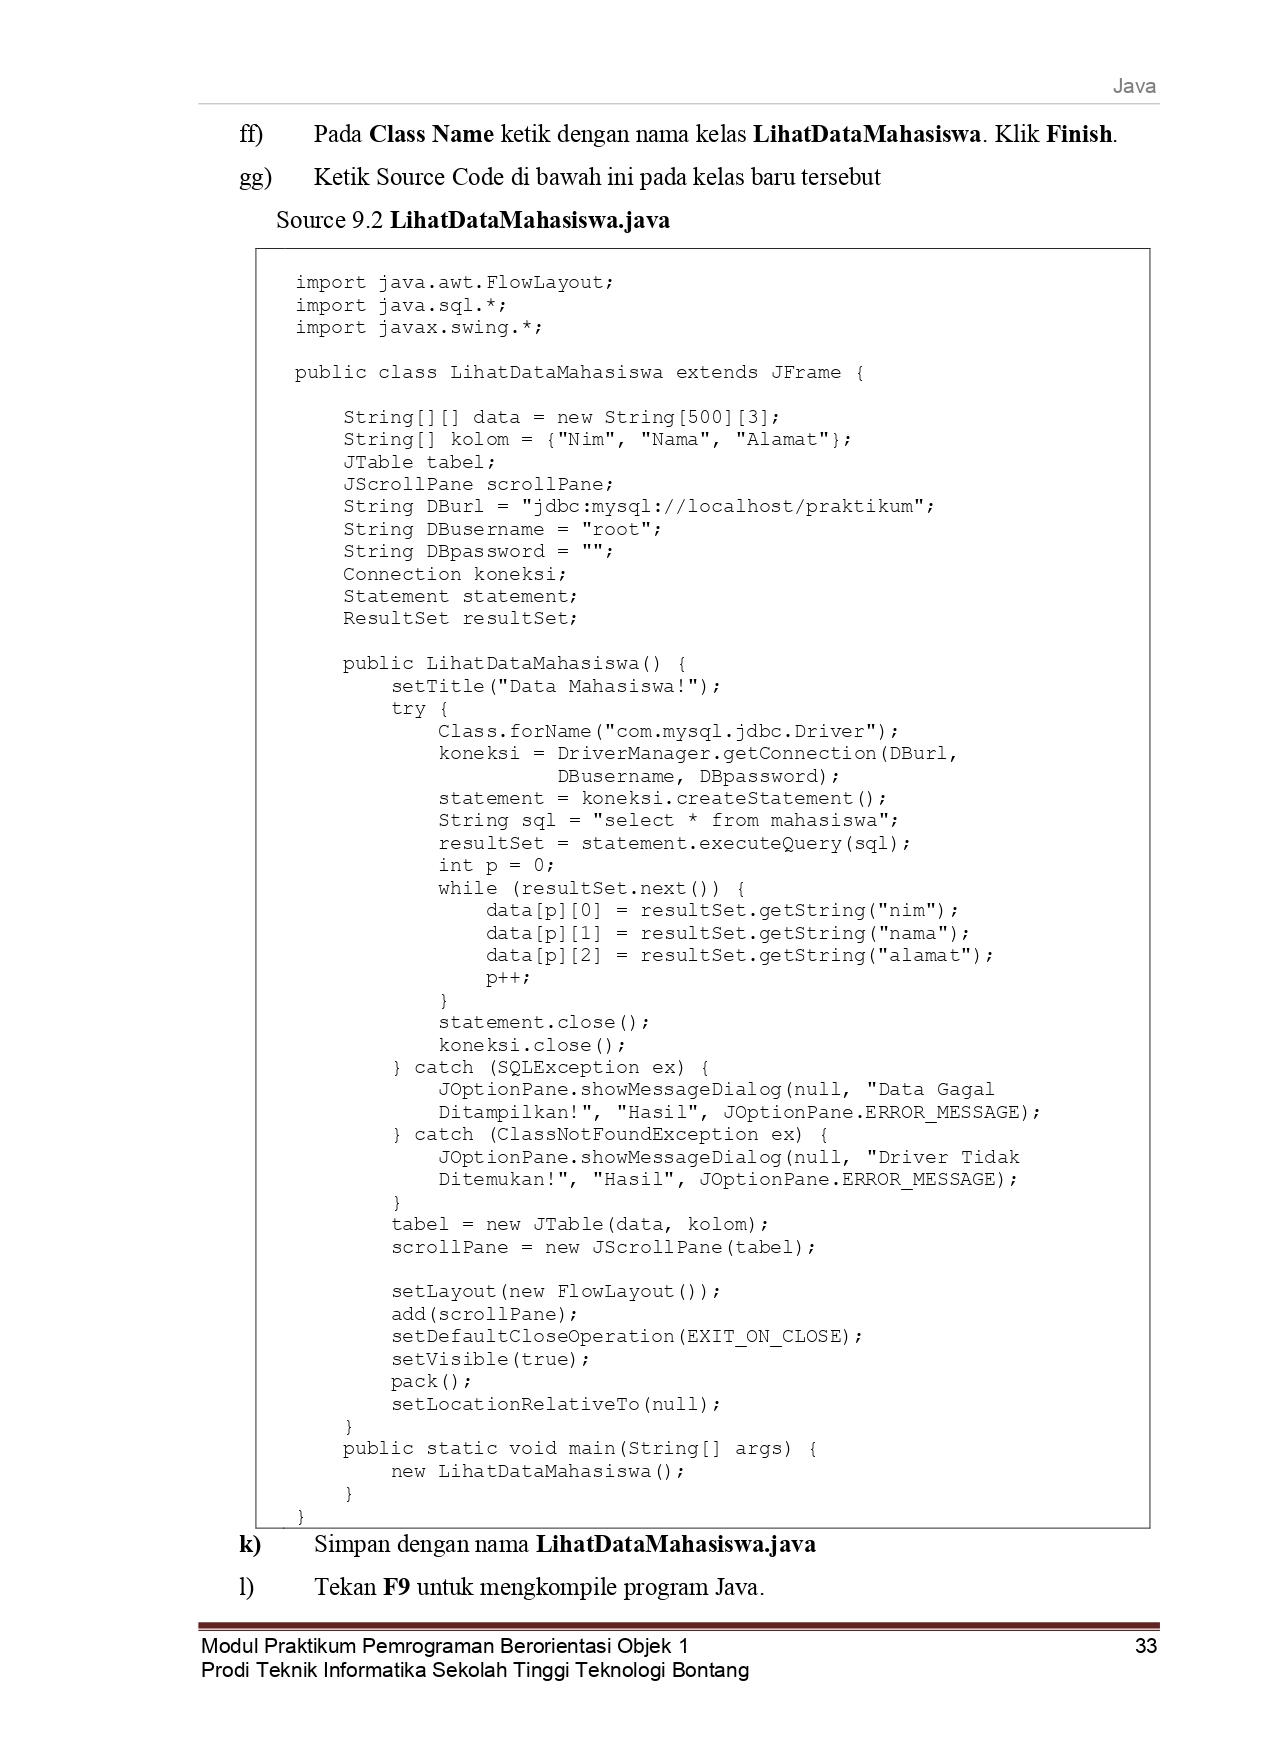 Java
ff) Pada Class Name ketik dengan nama kelas LihatDataMahasiswa. Klik Finish.
gg) Ketik Source Code di bawah ini pada kelas baru tersebut
Source 9.2 LihatDataMahasiswa.java
import java.awt.FlowLayout;
import java.sql.*;
import javax.swing.*;
public class LihatDataMahasiswa extends JFrame {
String[][] data = new String[500][3];
String[] kolom = {"Nim", "Nama", "Alamat"};
JTable tabel;
JScrollPane scrollPane;
String DBurl = "jdbc:mysql://localhost/praktikum";
String DBusername = "root";
String DBpassword = "";
Connection koneksi;
Statement statement;
ResultSet resultSet;
public LihatDataMahasiswa() {
setTitle("Data Mahasiswa!");
try {
Class.forName("com.mysql.jdbc.Driver");
koneksi = DriverManager.getConnection(DBurl,
DBusername, DBpassword);
statement = koneksi.createStatement();
String sql = "select * from mahasiswa";
resultSet = statement.executeQuery(sql);
int p = 0;
while (resultSet.next()) {
data[p][0] = resultSet.getString("nim");
data[p][1] = resultSet.getString("nama");
data[p][2] = resultSet.getString("alamat");
p++;
}
statement.close();
koneksi.close();
} catch (SQLException ex) {
JOptionPane.showMessageDialog(null, "Data Gagal
Ditampilkan!", "Hasil", JOptionPane.ERROR_MESSAGE);
} catch (ClassNotFoundException ex) {
JOptionPane.showMessageDialog(null, "Driver Tidak
Ditemukan!", "Hasil", JOptionPane.ERROR_MESSAGE);
}
tabel = new JTable(data, kolom);
scrollPane = new JScrollPane(tabel);
setLayout(new FlowLayout());
add(scrollPane);
setDefaultCloseOperation(EXIT_ON_CLOSE);
setVisible(true);
pack();
setLocationRelativeTo(null);
}
public static void main(String[] args) {
new LihatDataMahasiswa();
}
}
k) Simpan dengan nama LihatDataMahasiswa.java
l) Tekan F9 untuk mengkompile program Java.
Modul Praktikum Pemrograman Berorientasi Objek 1 33
Prodi Teknik Informatika Sekolah Tinggi Teknologi Bontang